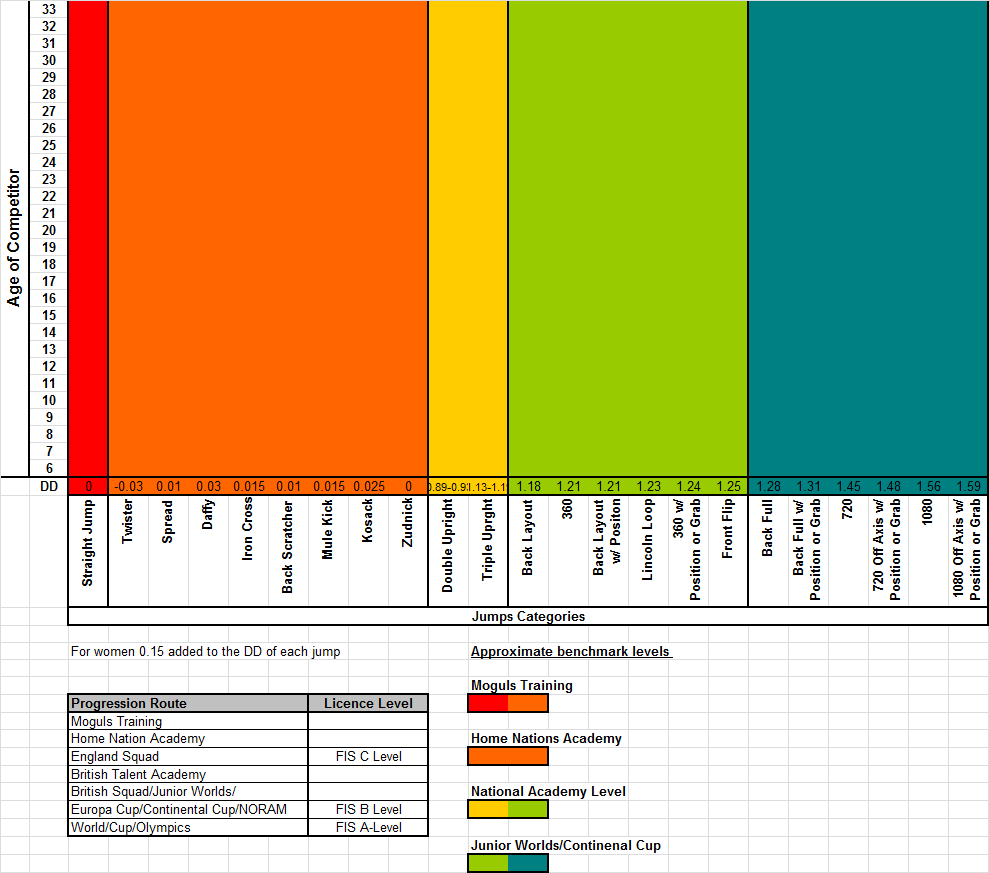 Age of Competitor
33
32
31
30
29
28
27
26
25
24
23
22
21
20
19
18
17
16
15
14
13
12
11
10
9
8
7
6
DD 0 -0.03 0.01 0.03 0.015 0.01 0.015 0.025 0 1.18 1.21 1.21 1.23 1.24 1.25 1.28 1.31 1.45 1.48 1.56 1.59
Straight Jump
Twister
Spread
Daffy
Iron Cross
Back Scratcher
Mule Kick
Kosack
Zudnick
Double Upright
Triple Uprght
Back Layout
360
Back Layout
w/ Positon
Lincoln Loop
360 w/
Position or Grab
Front Flip
Back Full
Back Full w/
Position or Grab
720
720 Off Axis w/
Position or Grab
1080
1080 Off Axis w/
Position or Grab
Jumps Categories
For women 0.15 added to the DD of each jump
Approximate benchmark levels
Moguls Training
Home Nations Academy
National Academy Level
Junior Worlds/Continenal Cup
Progression Route Licence Level
Moguls Training
Home Nation Academy
England Squad FIS C Level
British Talent Academy
British Squad/Junior Worlds/
Europa Cup/Continental Cup/NORAM FIS B Level
World/Cup/Olympics FIS A-Level